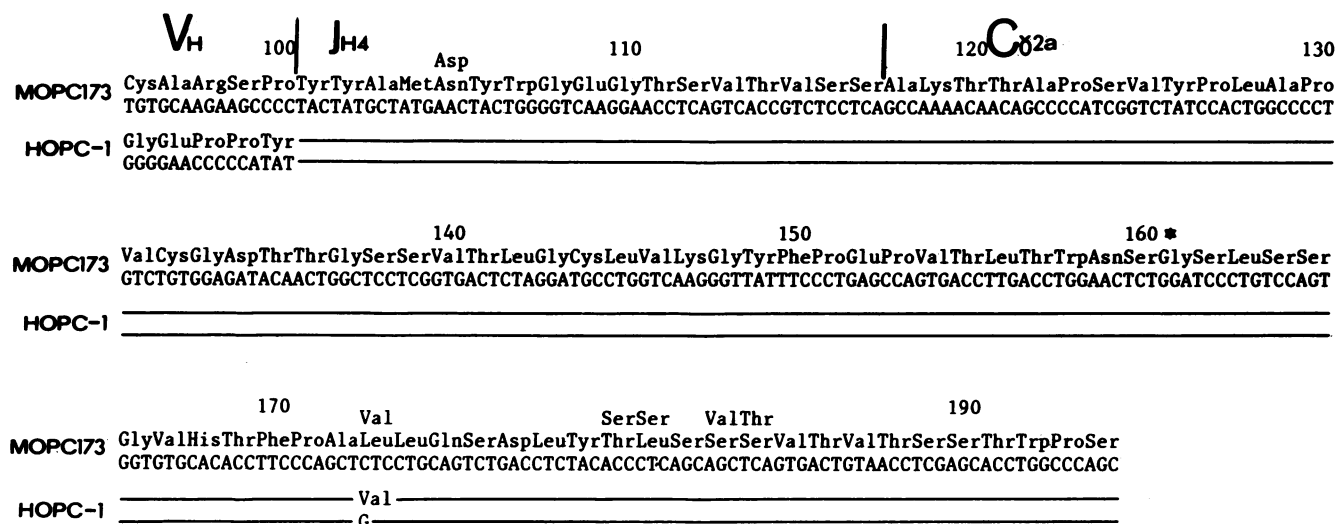 VH 100 JH4 110 120 Cγ2a 130
Asp
MOPC173 CysAlaArgSerProTyrTyrAlaMetAsnTyrTrpGlyGluGlyThrSerValThrValSerSerAlaLysThrThrAlaProSerValTyrProLeuAlaPro
TGTGCAAGAAGCCCCTACTATGCTATGAACTACTGGGGTCAAGGAACCTCAGTCACCGTCTCCTCAGCCAAAACAACAGCCCCATCGGTCTATCCACTGGCCCCT
HOPC-1 GlyGluProProTyr
GGGGAACCCCCATAT
140 150 160 *
MOPC173 ValCysGlyAspThrThrGlySerSerValThrLeuGlyCysLeuValLysGlyTyrPheProGluProValThrLeuThrTrpAsnSerGlySerLeuSerSer
GTCTGTGGAGATACAACTGGCTCCTCGGTGACTCTAGGATGCCTGGTCAAGGGTTATTTCCCTGAGCCAGTGACCTTGACCTGGAACTCTGGATCCCTGTCCAGT
HOPC-1
170 190
Val SerSer ValThr
MOPC173 GlyValHisThrPheProAlaLeuLeuGlnSerAspLeuTyrThrLeuSerSerSerValThrValThrSerSerThrTrpProSer
GGTGTGCACACCTTCCCAGCTCTCCTGCAGTCTGACCTCTACACCCTCAGCAGCTCAGTGACTGTAACCTCGAGCACCTGGCCCAGC
HOPC-1 Val
G